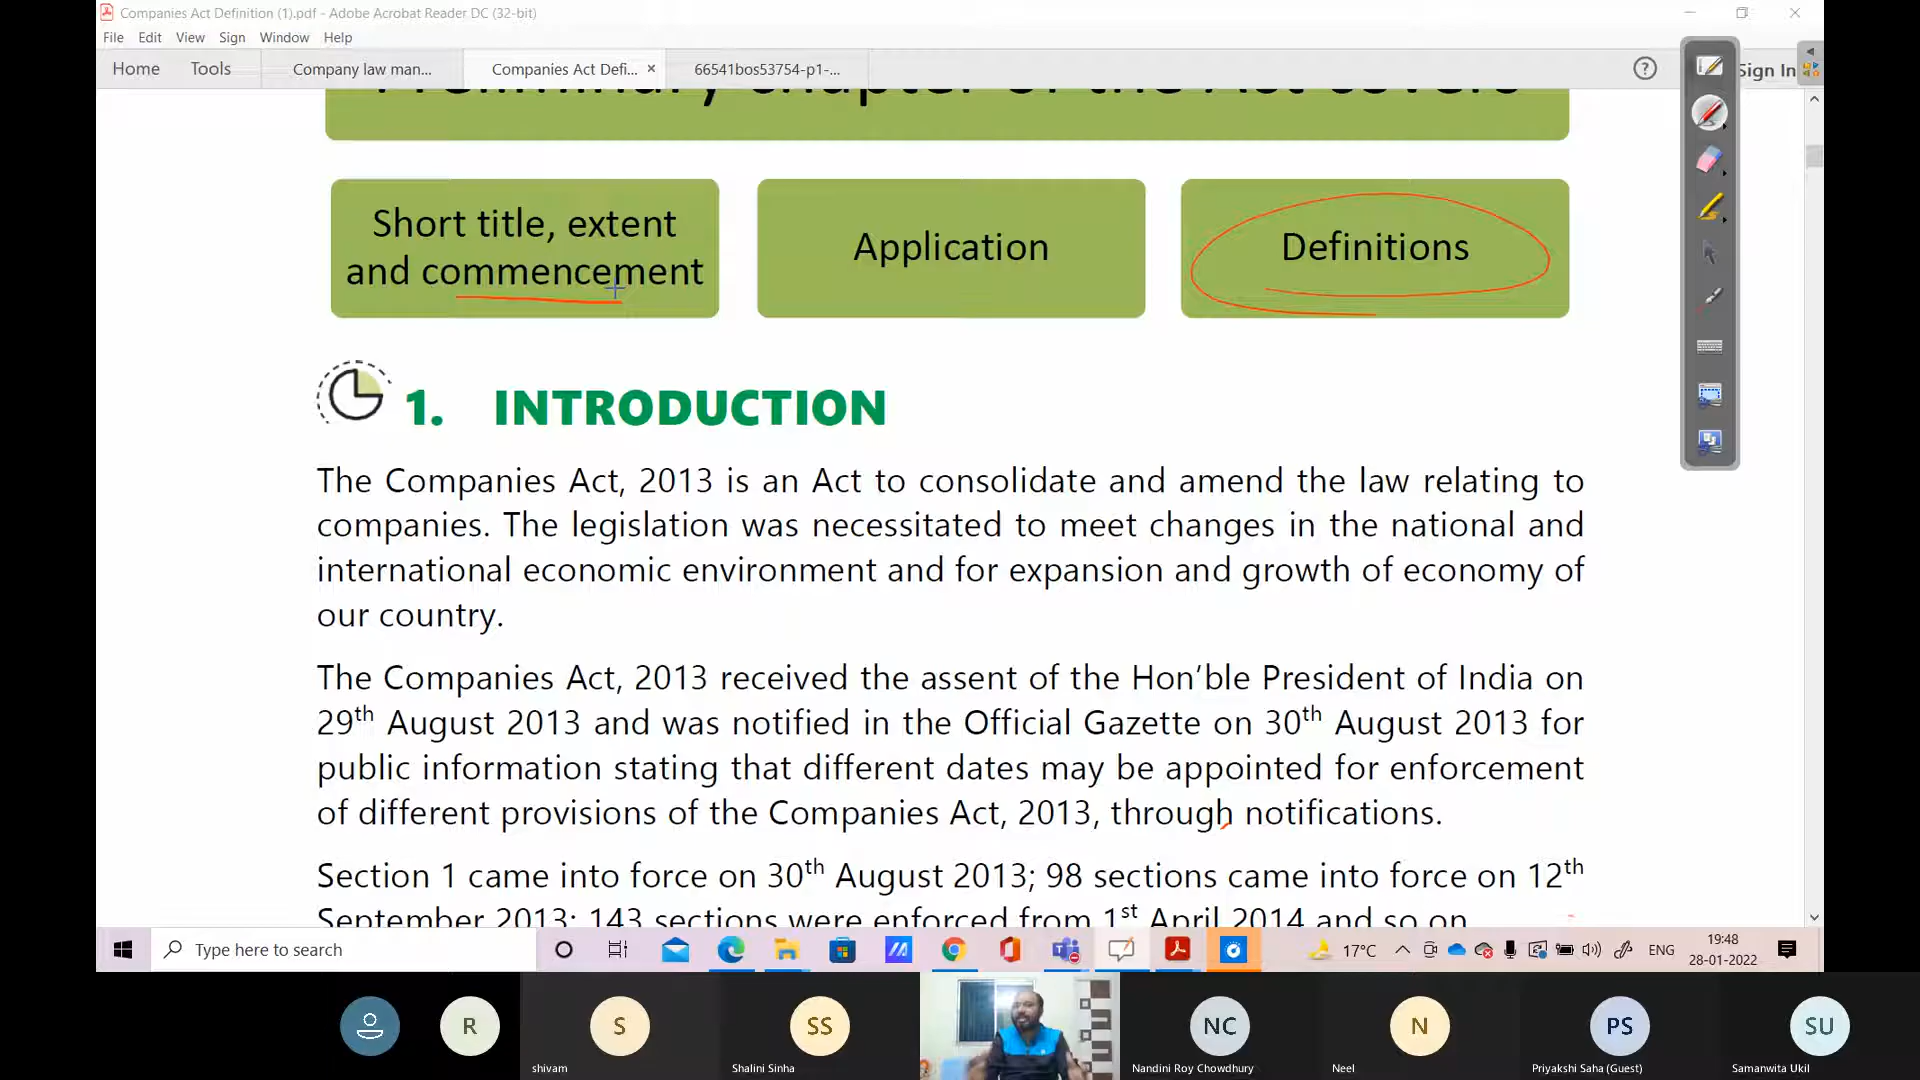 Companies Act Definition (1).pdf - Adobe Acrobat Reader DC (32-bit)
File Edit View Sign Window Help
Home Tools Company law man... Companies Act Defi... × 66541bos53754-p1-... ? Sign In
Preliminary chapter of the Act covers
Short title, extent
and commencement
Application
Definitions
1. INTRODUCTION
The Companies Act, 2013 is an Act to consolidate and amend the law relating to
companies. The legislation was necessitated to meet changes in the national and
international economic environment and for expansion and growth of economy of
our country.
The Companies Act, 2013 received the assent of the Hon’ble President of India on
29th August 2013 and was notified in the Official Gazette on 30th August 2013 for
public information stating that different dates may be appointed for enforcement
of different provisions of the Companies Act, 2013, through notifications.
Section 1 came into force on 30th August 2013; 98 sections came into force on 12th
September 2013; 143 sections were enforced from 1st April 2014 and so on
Type here to search
17°C
ENG
19:48
28-01-2022
R
S
SS
NC
N
PS
SU
shivam
Shalini Sinha
Nandini Roy Chowdhury
Neel
Priyakshi Saha (Guest)
Samanwita Ukil